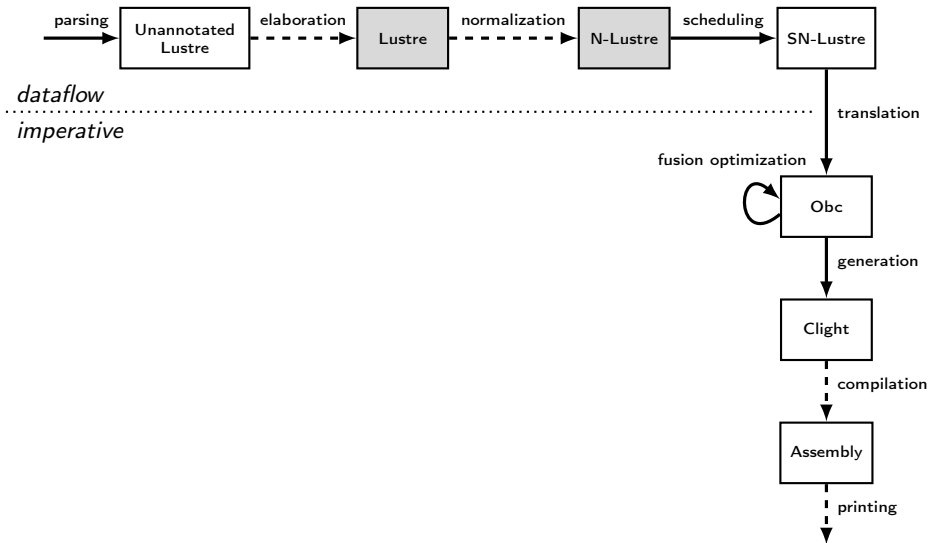 parsing
Unannotated
Lustre
elaboration
Lustre
normalization
N-Lustre
scheduling
SN-Lustre
dataflow
imperative
translation
fusion optimization
Obc
generation
Clight
compilation
Assembly
printing